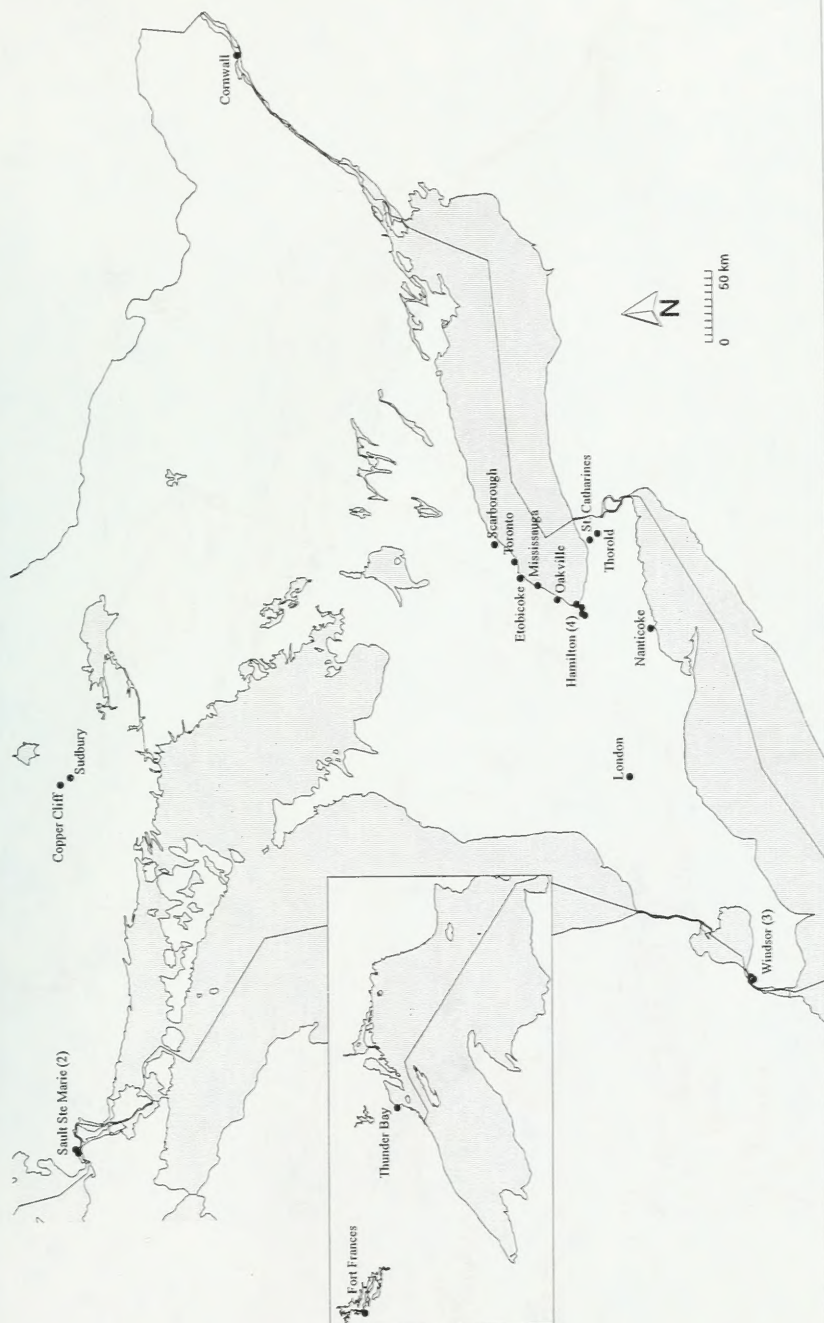 Cornwall
Copper Cliff
Sudbury
Sault Ste Marie (2)
Scarborough
Toronto
Etobicoke
Mississauga
Oakville
Hamilton (4)
St. Catharines
Thorold
Nanticoke
London
Windsor (3)
Thunder Bay
Fort Frances
N
0
50 km